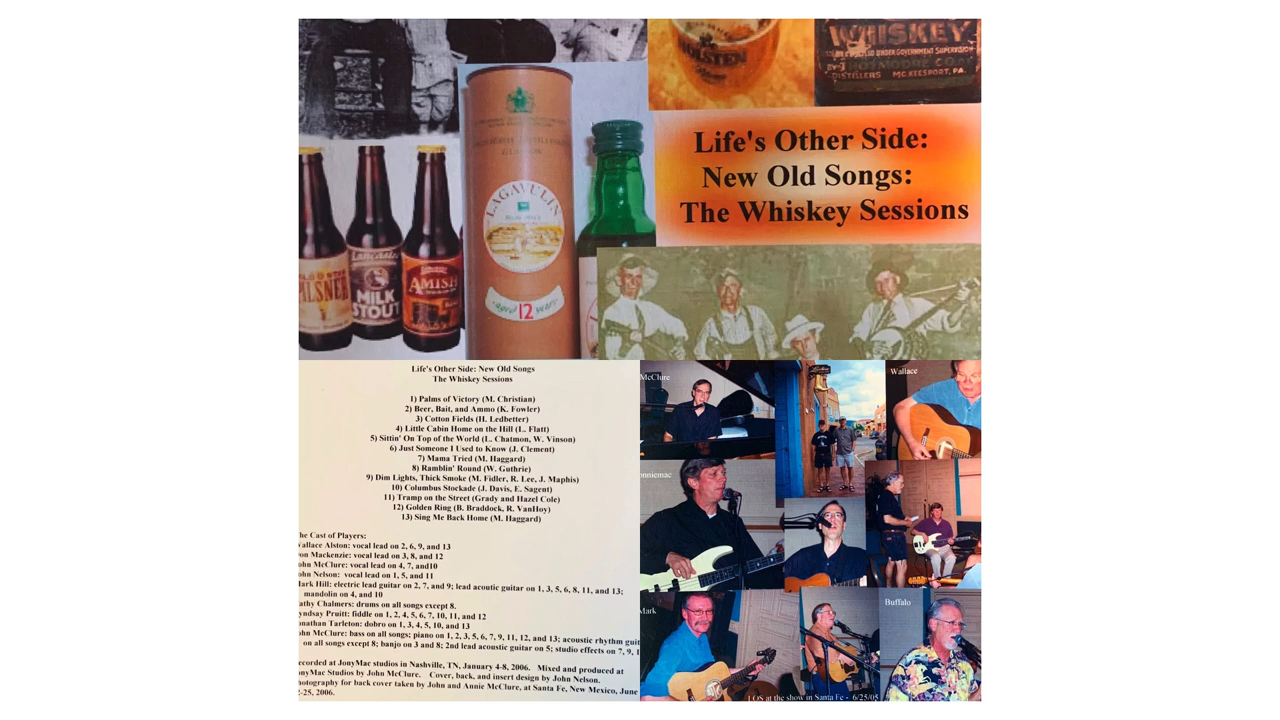 HOLSTEN
WHISKEY
UNDER GOVERNMENT SUPERVISION
DISTILLERS MCKEESPORT, PA.
LAGAVULIN
Aged 12 years
PILSNER
Lancaster
MILK
STOUT
AMISH
Life's Other Side:
New Old Songs:
The Whiskey Sessions
Life's Other Side: New Old Songs
The Whiskey Sessions
1) Palms of Victory (M. Christian)
2) Beer, Bait, and Ammo (K. Fowler)
3) Cotton Fields (H. Ledbetter)
4) Little Cabin Home on the Hill (L. Flatt)
5) Sittin' On Top of the World (L. Chatmon, W. Vinson)
6) Just Someone I Used to Know (J. Clement)
7) Mama Tried (M. Haggard)
8) Ramblin' Round (W. Guthrie)
9) Dim Lights, Thick Smoke (M. Fidler, R. Lee, J. Maphis)
10) Columbus Stockade (J. Davis, E. Sagent)
11) Tramp on the Street (Grady and Hazel Cole)
12) Golden Ring (B. Braddock, R. VanHoy)
13) Sing Me Back Home (M. Haggard)
he Cast of Players:
allace Alston: vocal lead on 2, 6, 9, and 13
on Mackenzie: vocal lead on 3, 8, and 12
ohn McClure: vocal lead on 4, 7, and10
ohn Nelson: vocal lead on 1, 5, and 11
ark Hill: electric lead guitar on 2, 7, and 9; lead acoutic guitar on 1, 3, 5, 6, 8, 11, and 13;
mandolin on 4, and 10
athy Chalmers: drums on all songs except 8.
yndsay Pruitt: fiddle on 1, 2, 4, 5, 6, 7, 10, 11, and 12
onathan Tarleton: dobro on 1, 3, 4, 5, 10, and 13
ohn McClure: bass on all songs; piano on 1, 2, 3, 5, 6, 7, 9, 11, 12, and 13; acoustic rhythm guit
on all songs except 8; banjo on 3 and 8; 2nd lead acoustic guitar on 5; studio effects on 7, 9, 1
ecorded at JonyMac studios in Nashville, TN, January 4-8, 2006. Mixed and produced at
onyMac Studios by John McClure. Cover, back, and insert design by John Nelson.
hotography for back cover taken by John and Annie McClure, at Santa Fe, New Mexico, June
-25, 2006.
McClure
Wallace
onniemac
Mark
Buffalo
LOS at the show in Santa Fe - 6/25/05